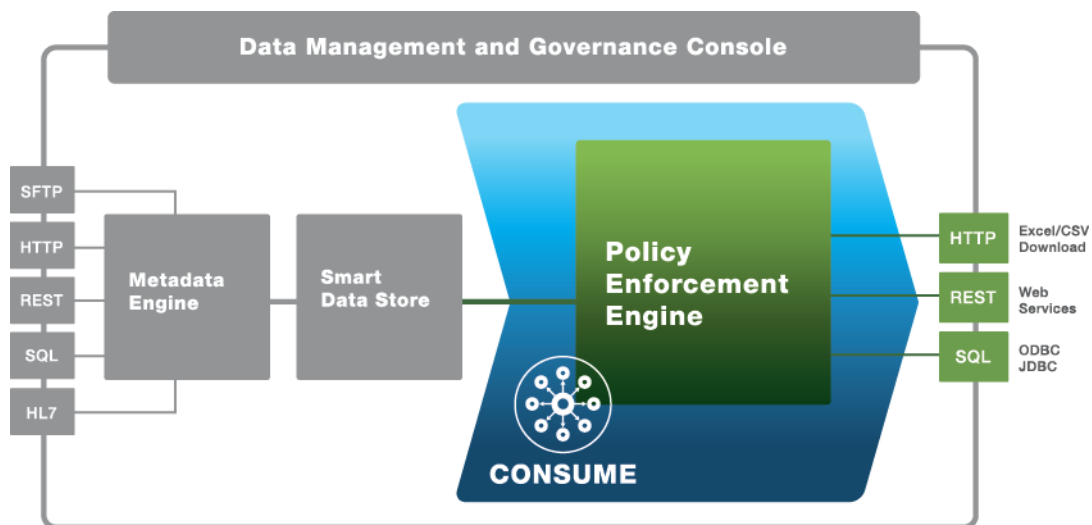 Data Management and Governance Console
SFTP
HTTP
REST
SQL
HL7
Metadata
Engine
Smart
Data Store
Policy
Enforcement
Engine
CONSUME
HTTP
Excel/CSV
Download
REST
Web
Services
SQL
ODBC
JDBC